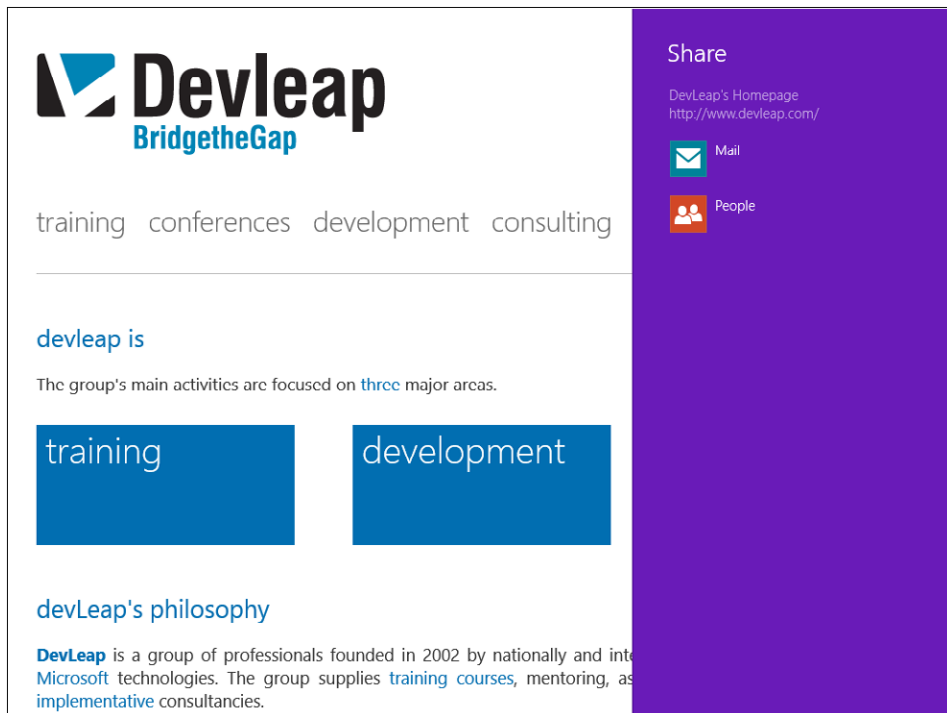 Devleap
BridgetheGap
training conferences development consulting
devleap is
The group's main activities are focused on three major areas.
training
development
devLeap's philosophy
DevLeap is a group of professionals founded in 2002 by nationally and inte
Microsoft technologies. The group supplies training courses, mentoring, as
implementative consultancies.
Share
DevLeap's Homepage
http://www.devleap.com/
Mail
People